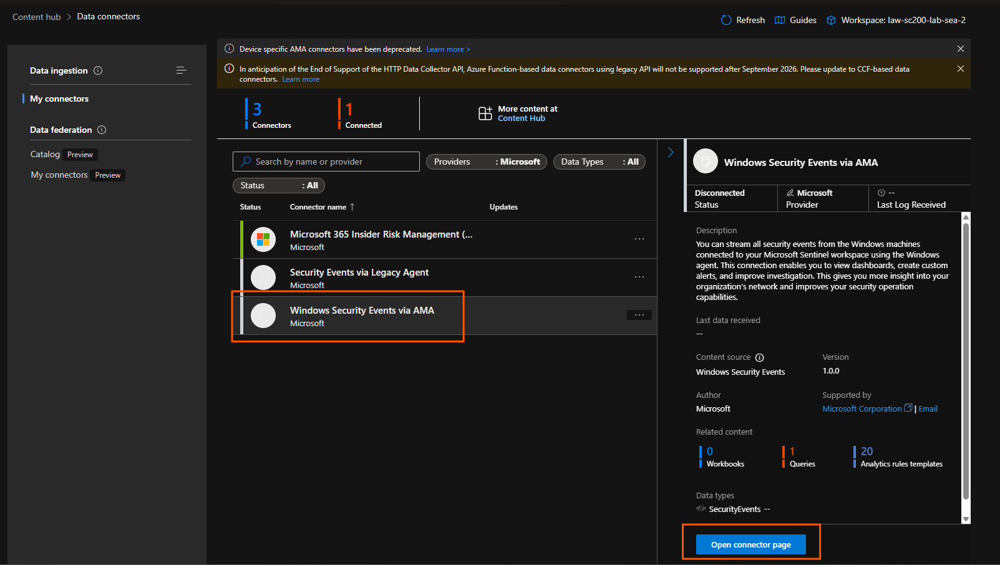 Content hub > Data connectors
Refresh
Guides
Workspace: law-sc200-lab-sea-2
Data ingestion
My connectors
Data federation
Catalog Preview
My connectors Preview
Device specific AMA connectors have been deprecated. Learn more >
In anticipation of the End of Support of the HTTP Data Collector API, Azure Function-based data connectors using legacy API will not be supported after September 2026. Please update to CCF-based data
connectors. Learn more
3
Connectors
1
Connected
More content at
Content Hub
Search by name or provider
Providers : Microsoft
Data Types : All
Status : All
Status Connector name ↑ Updates
Microsoft 365 Insider Risk Management (...
Microsoft
...
Security Events via Legacy Agent
Microsoft
...
Windows Security Events via AMA
Microsoft
...
Windows Security Events via AMA
Disconnected
Status
Microsoft
Provider
--
Last Log Received
Description
You can stream all security events from the Windows machines
connected to your Microsoft Sentinel workspace using the Windows
agent. This connection enables you to view dashboards, create custom
alerts, and improve investigation. This gives you more insight into your
organization's network and improves your security operation
capabilities.
Last data received
--
Content source
Windows Security Events
Version
1.0.0
Author
Microsoft
Supported by
Microsoft Corporation | Email
Related content
0
Workbooks
1
Queries
20
Analytics rules templates
Data types
SecurityEvents --
Open connector page